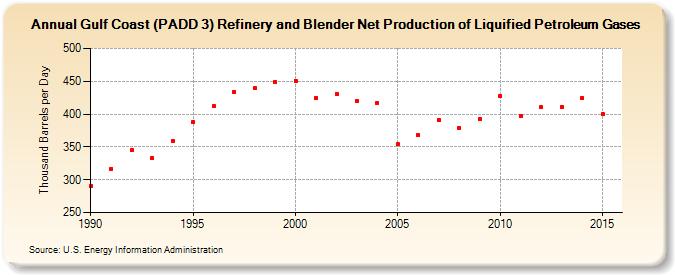 Annual Gulf Coast (PADD 3) Refinery and Blender Net Production of Liquified Petroleum Gases
Thousand Barrels per Day
500
450
400
350
300
250
1990 1995 2000 2005 2010 2015
Source: U.S. Energy Information Administration